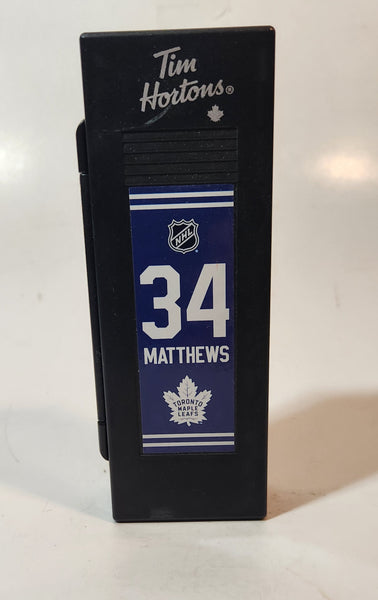 Tim
Hortons®
NHL
34
MATTHEWS
TORONTO
MAPLE
LEAFS